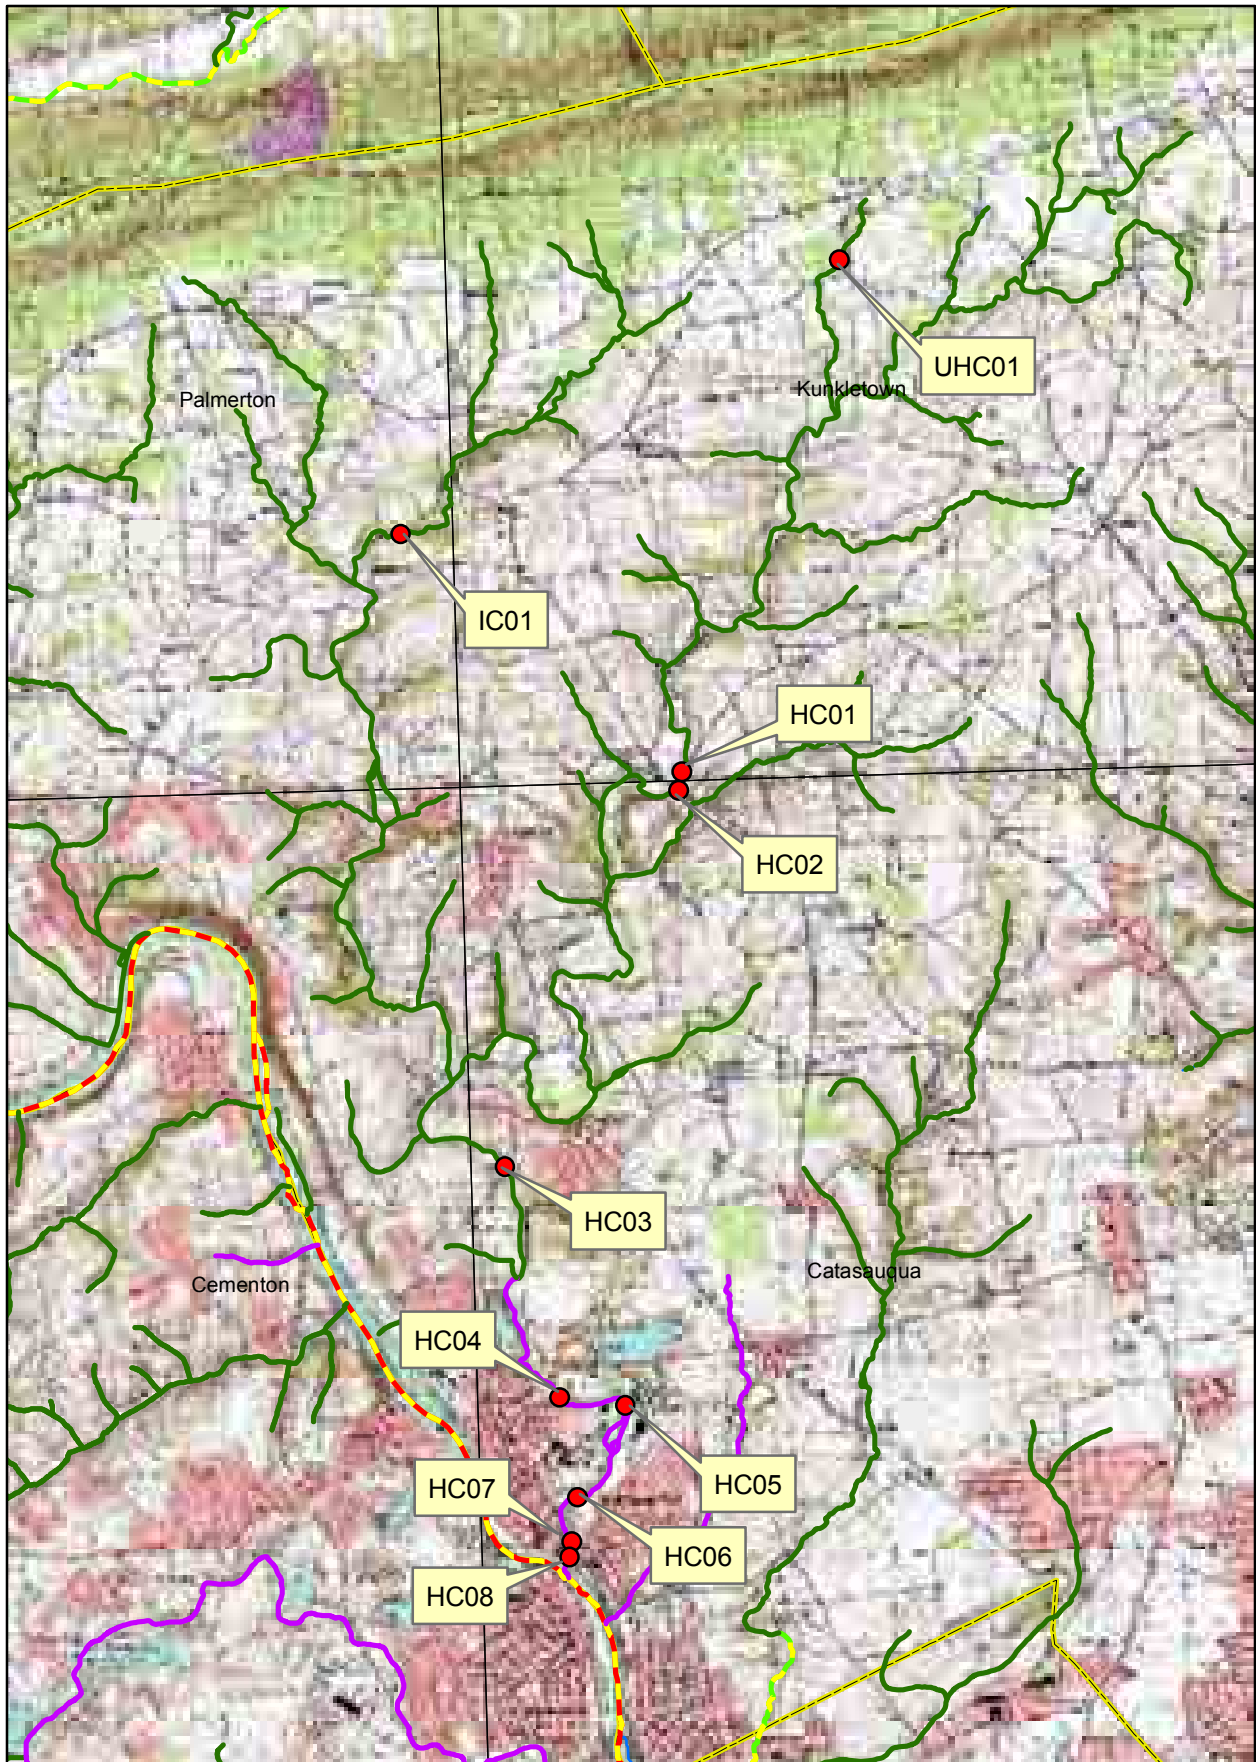 UHC01
Kunkletown
Palmerton
IC01
HC01
HC02
HC03
Catasauqua
Cementon
HC04
HC05
HC07
HC06
HC08